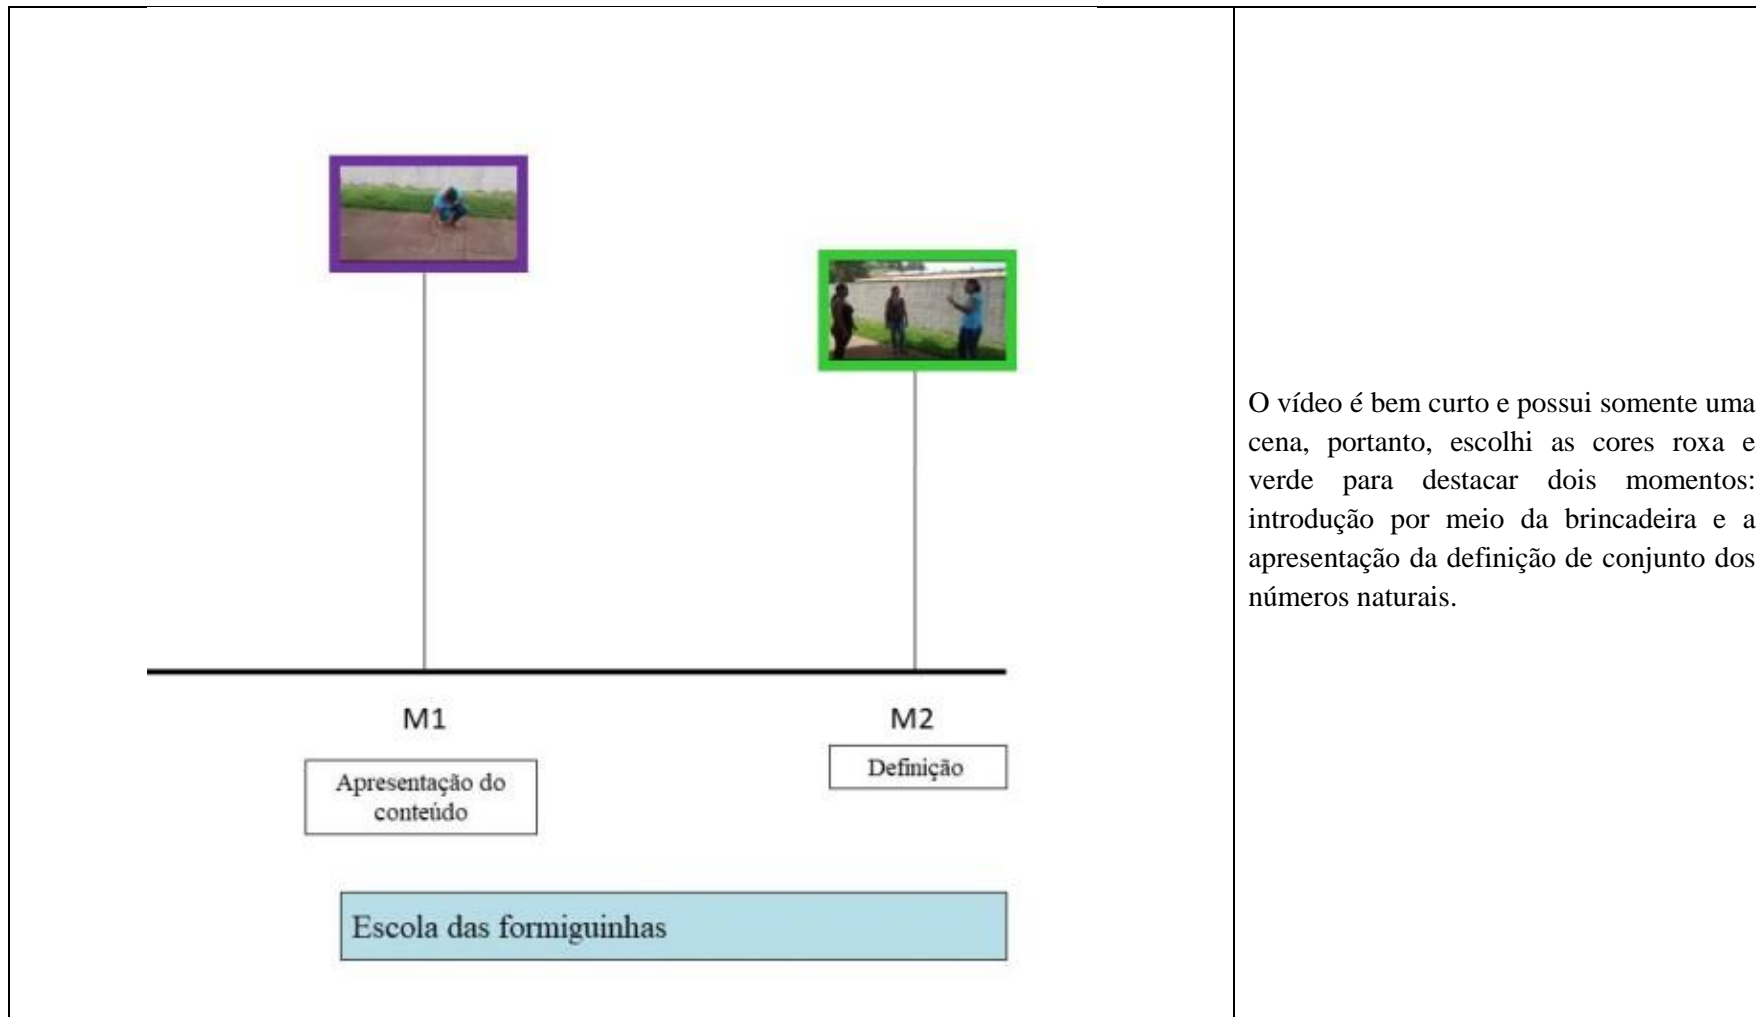 M1
M2
Apresentação do
conteúdo
Definição
Escola das formiguinhas
O vídeo é bem curto e possui somente uma
cena, portanto, escolhi as cores roxa e
verde para destacar dois momentos:
introdução por meio da brincadeira e a
apresentação da definição de conjunto dos
números naturais.